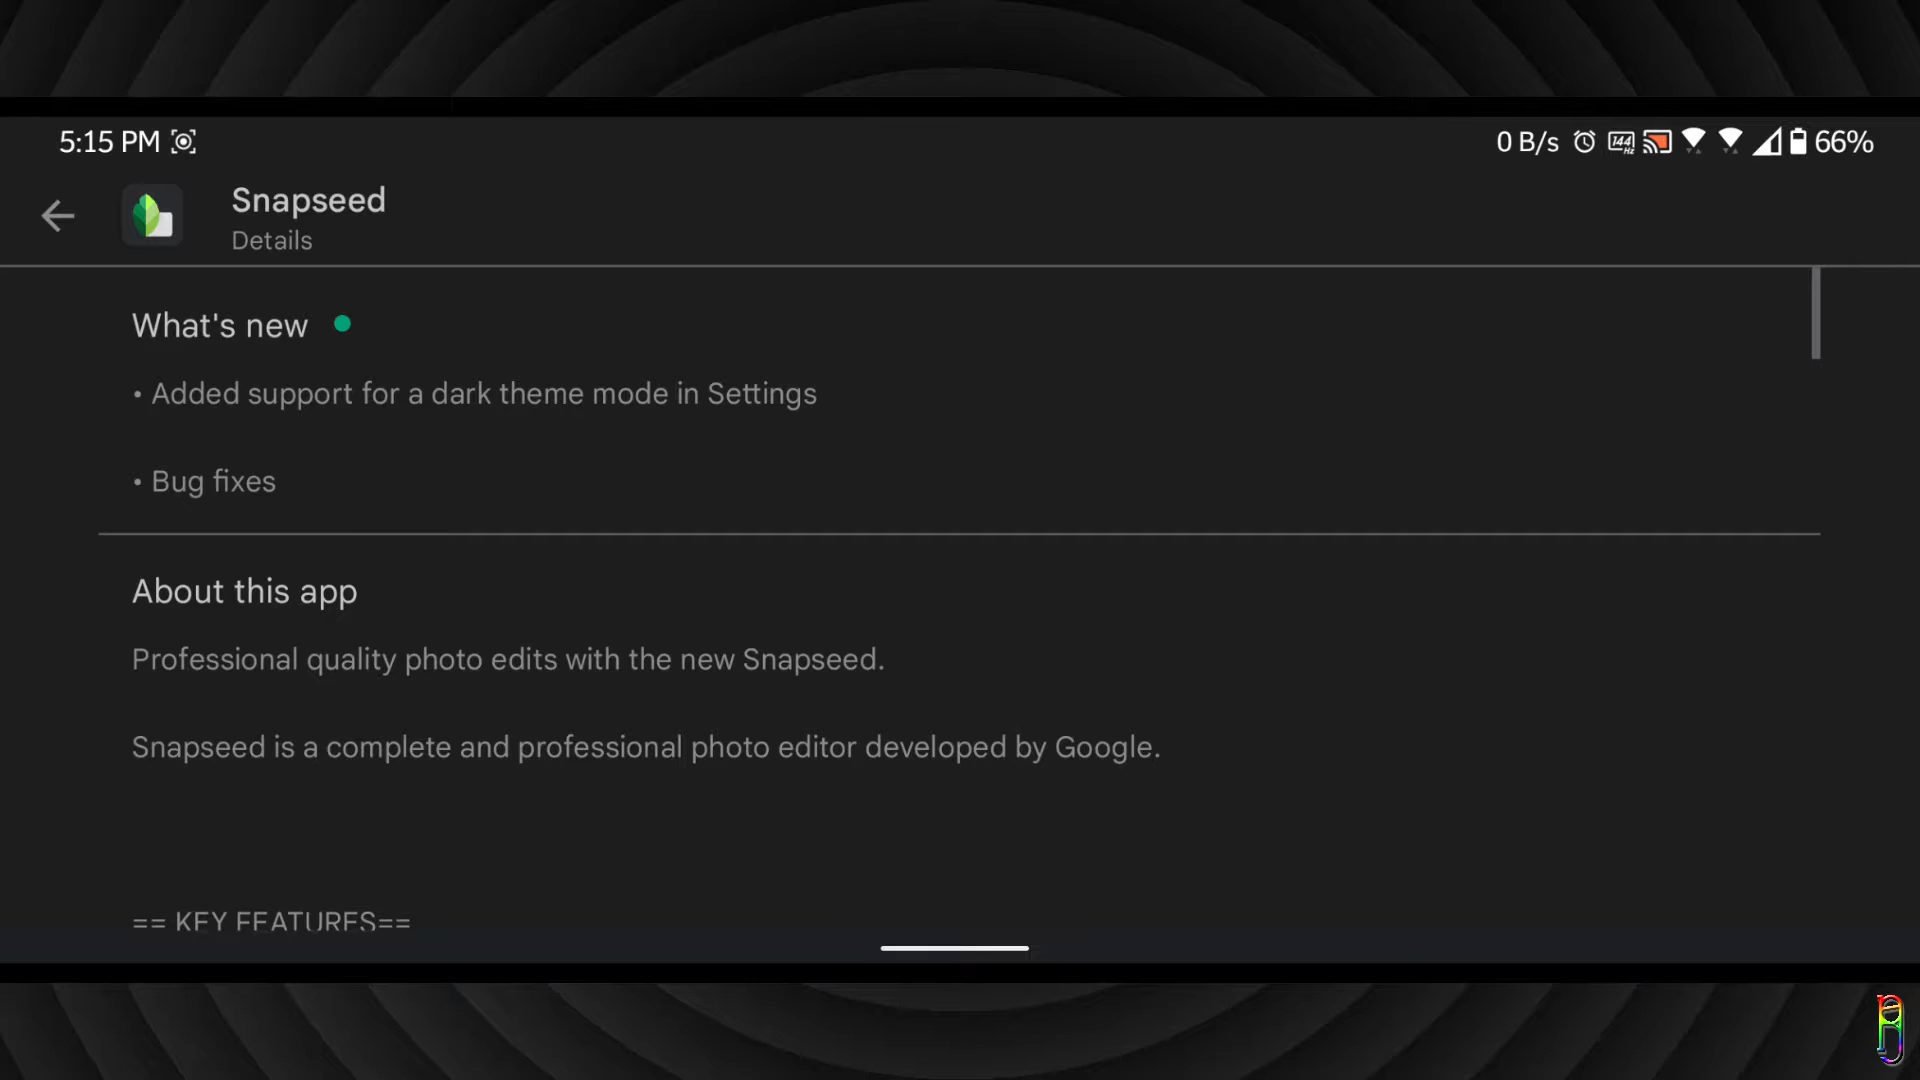 5:15 PM
0 B/s 144 Hz 66%
Snapseed
Details
What's new
• Added support for a dark theme mode in Settings
• Bug fixes
About this app
Professional quality photo edits with the new Snapseed.
Snapseed is a complete and professional photo editor developed by Google.
== KEY FEATURES==